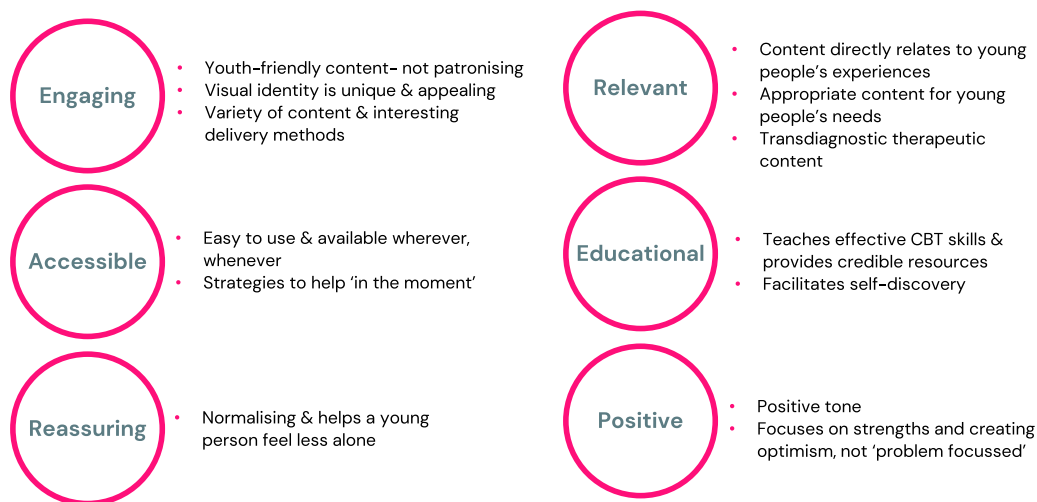 Engaging
Youth-friendly content- not patronising
Visual identity is unique & appealing
Variety of content & interesting
delivery methods
Relevant
Content directly relates to young
people's experiences
Appropriate content for young
people's needs
Transdiagnostic therapeutic
content
Accessible
Easy to use & available wherever,
whenever
Strategies to help 'in the moment'
Educational
Teaches effective CBT skills &
provides credible resources
Facilitates self-discovery
Reassuring
Normalising & helps a young
person feel less alone
Positive
Positive tone
Focuses on strengths and creating
optimism, not 'problem focussed'